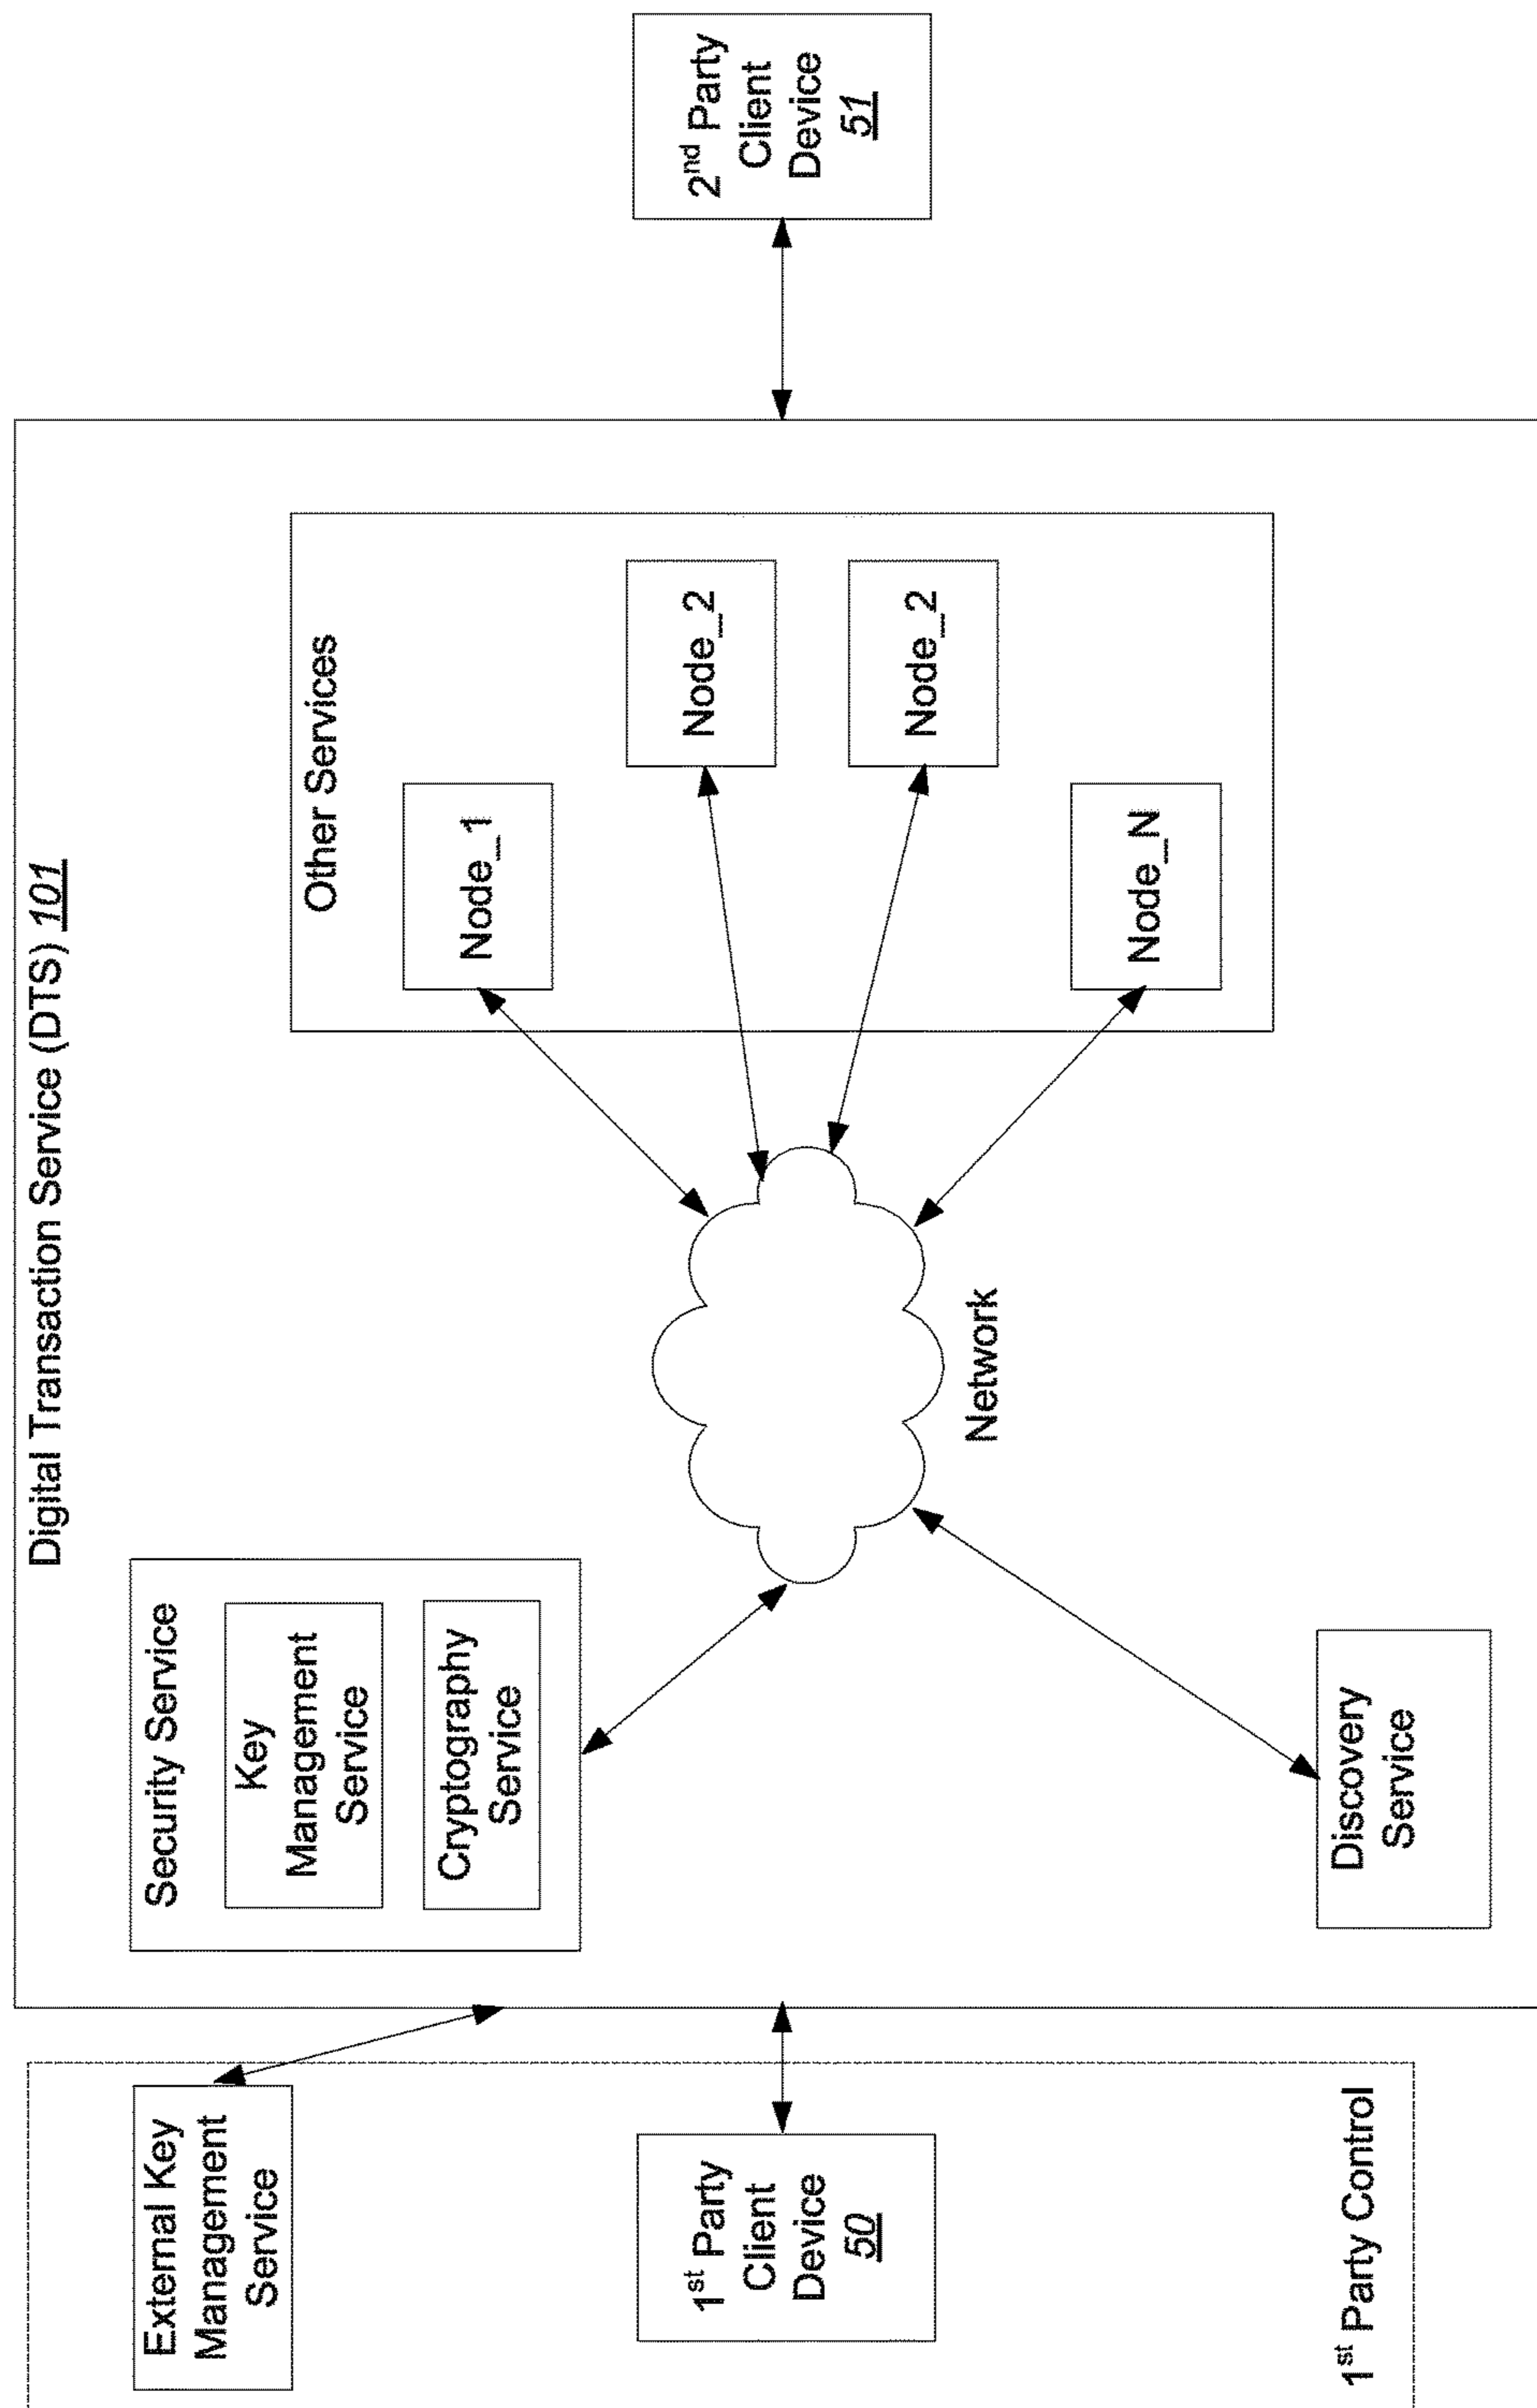 Digital Transaction Service (DTS) 101
External Key
Management
Service
1st Party
Client
Device
50
1st Party Control
Security Service
Key
Management
Service
Cryptography
Service
Discovery
Service
Network
Other Services
Node_1
Node_2
Node_2
Node_N
2nd Party
Client
Device
51